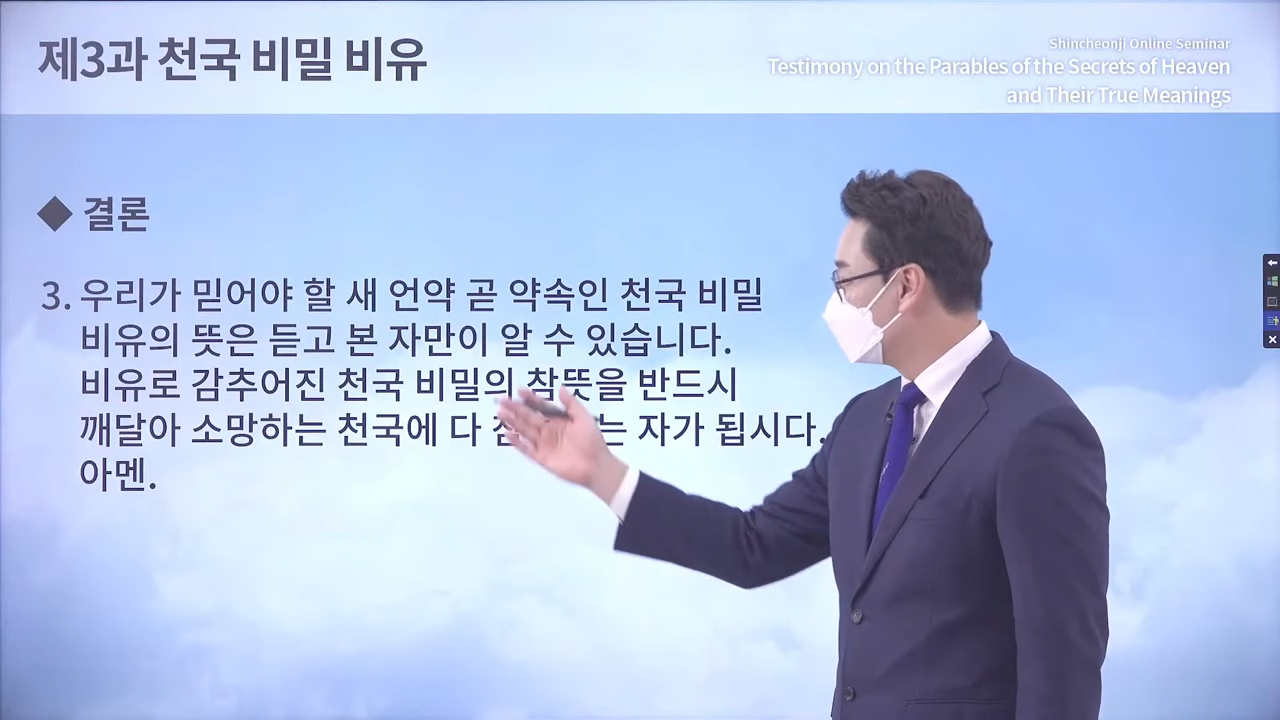 제3과 천국 비밀 비유
Shincheonji Online Seminar
Testimony on the Parables of the Secrets of Heaven
and Their True Meanings
◆ 결론
3. 우리가 믿어야 할 새 언약 곧 약속인 천국 비밀
비유의 뜻은 듣고 본 자만이 알 수 있습니다.
비유로 감추어진 천국 비밀의 참뜻을 반드시
깨달아 소망하는 천국에 다 는 자가 됩시다.
아멘.